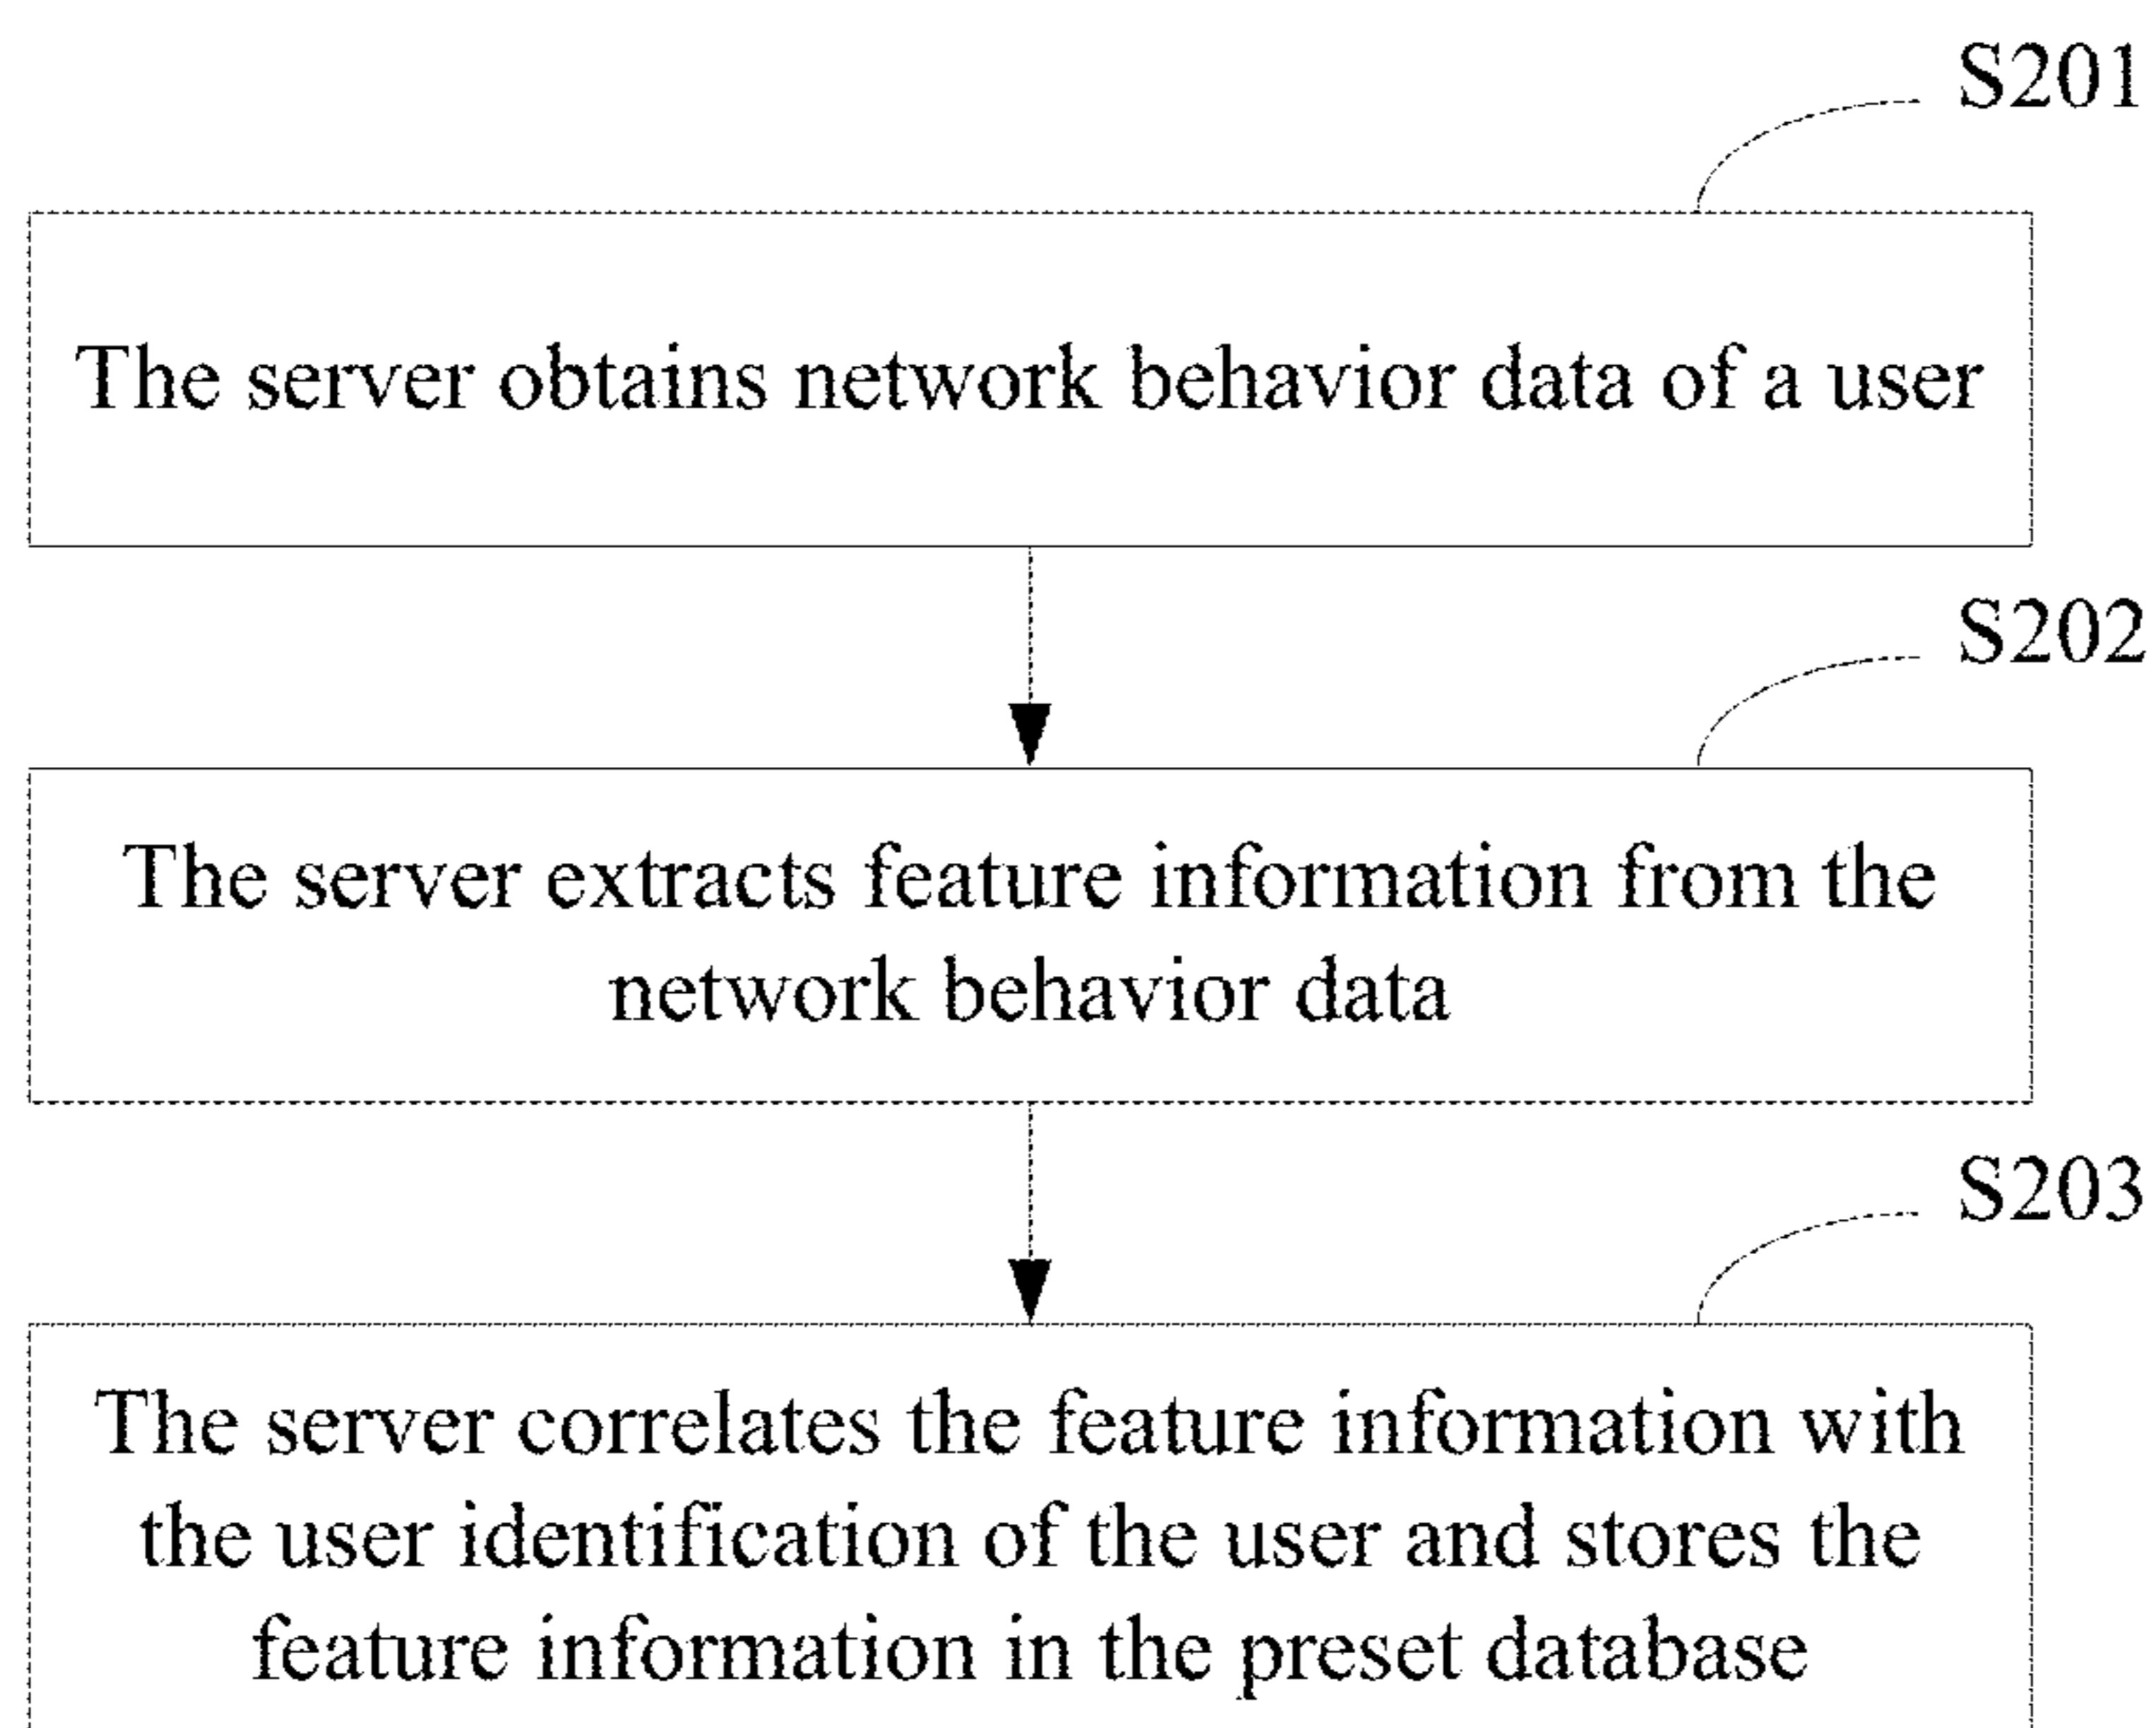 S201
The server obtains network behavior data of a user
S202
The server extracts feature information from the
network behavior data
S203
The server correlates the feature information with
the user identification of the user and stores the
feature information in the preset database